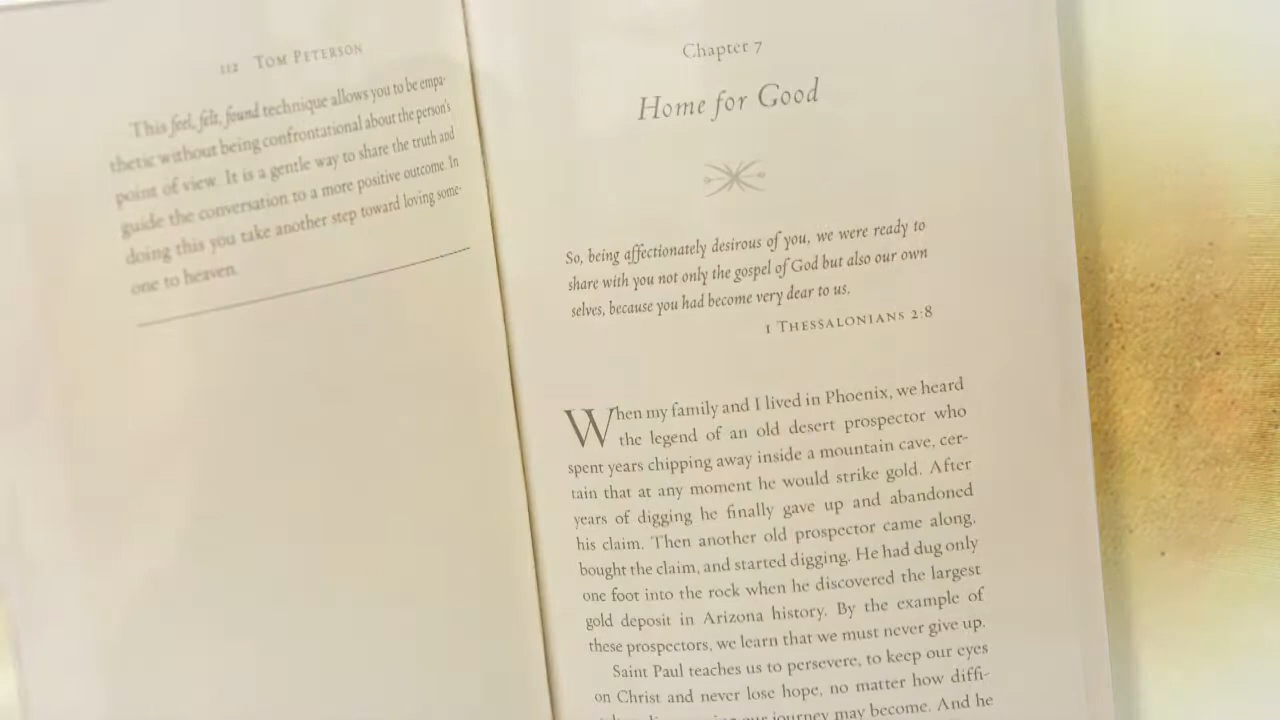 112 TOM PETERSON
This feel, felt, found technique allows you to be empa-
thetic without being confrontational about the person's
point of view. It is a gentle way to share the truth and
guide the conversation to a more positive outcome. In
doing this you take another step toward loving some-
one to heaven.
Chapter 7
Home for Good
So, being affectionately desirous of you, we were ready to
share with you not only the gospel of God but also our own
selves, because you had become very dear to us.
1 THESSALONIANS 2:8
When my family and I lived in Phoenix, we heard
the legend of an old desert prospector who
spent years chipping away inside a mountain cave, cer-
tain that at any moment he would strike gold. After
years of digging he finally gave up and abandoned
his claim. Then another old prospector came along,
bought the claim, and started digging. He had dug only
one foot into the rock when he discovered the largest
gold deposit in Arizona history. By the example of
these prospectors, we learn that we must never give up.
Saint Paul teaches us to persevere, to keep our eyes
on Christ and never lose hope, no matter how diffi-
our journey may become. And he